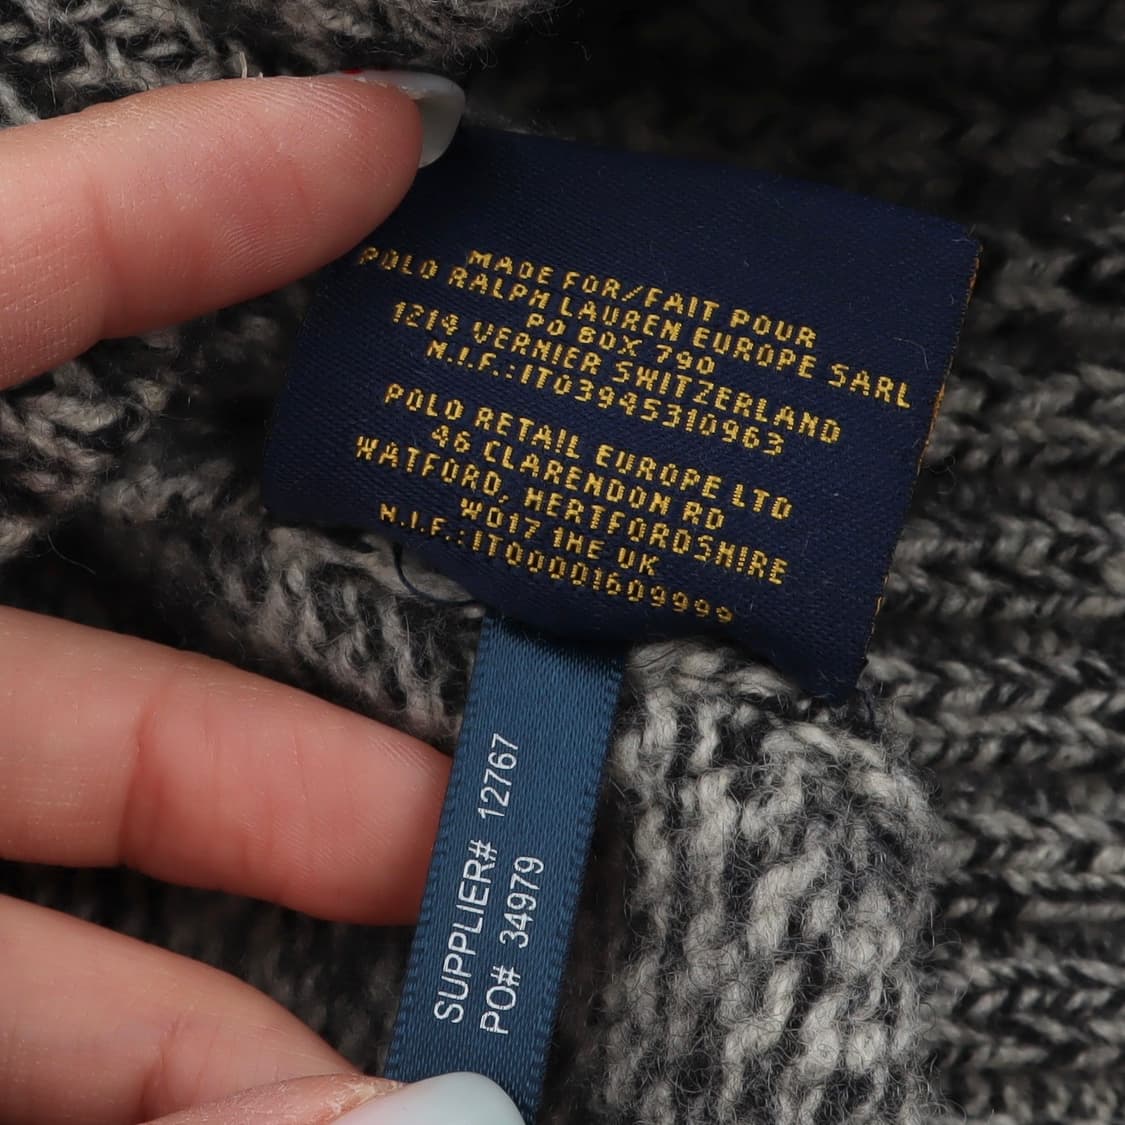 MADE FOR/FAIT POUR
POLO RALPH LAUREN EUROPE SARL
PO BOX 790
1214 VERNIER SWITZERLAND
N.I.F.:IT03945310963
POLO RETAIL EUROPE LTD
46 CLARENDON RD
WATFORD, HERTFORDSHIRE
WD17 1HE UK
N.I.F.:IT00001609999
SUPPLIER# 12767
PO# 34979